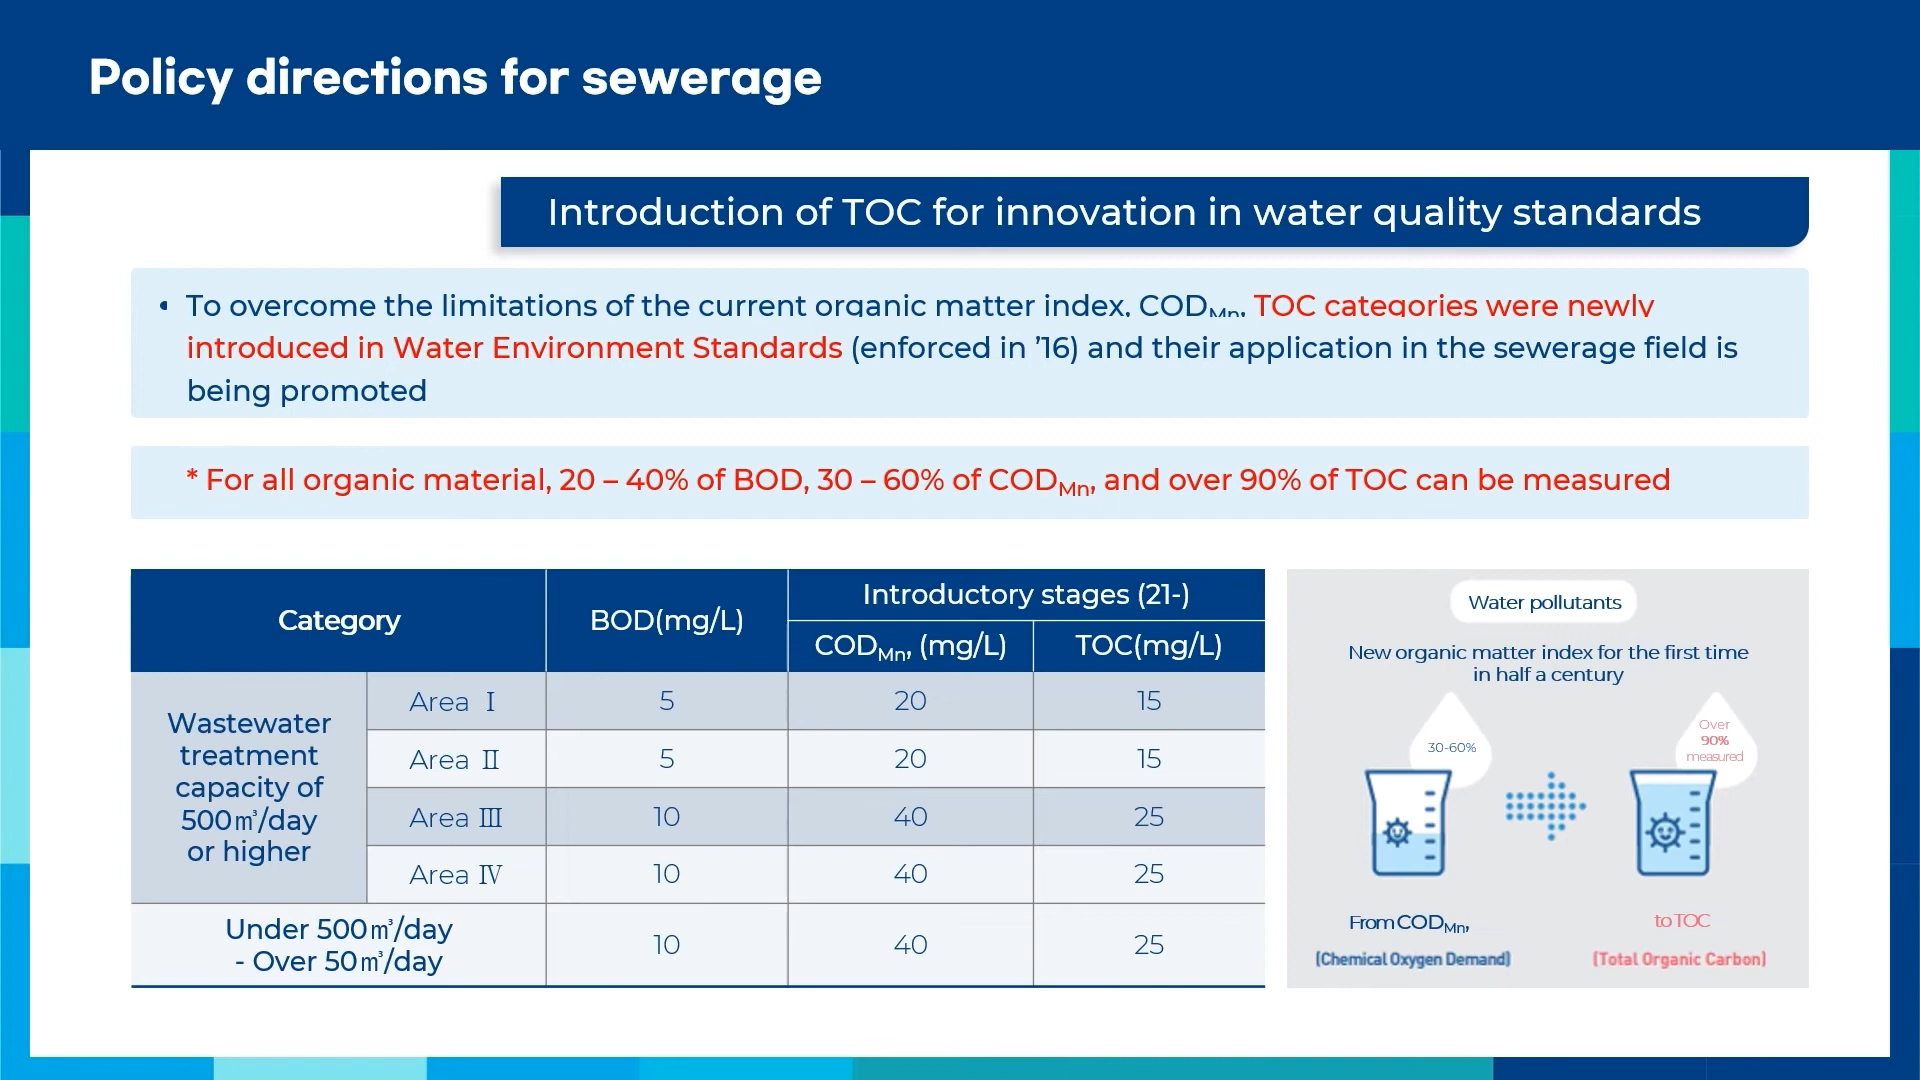 Policy directions for sewerage
Introduction of TOC for innovation in water quality standards
• To overcome the limitations of the current organic matter index, CODMn, TOC categories were newly
introduced in Water Environment Standards (enforced in ’16) and their application in the sewerage field is
being promoted
* For all organic material, 20 – 40% of BOD, 30 – 60% of CODMn, and over 90% of TOC can be measured
Category
BOD(mg/L)
Introductory stages (21-)
CODMn, (mg/L)
TOC(mg/L)
Wastewater
treatment
capacity of
500㎥/day
or higher
Area Ⅰ
5
20
15
Area Ⅱ
5
20
15
Area Ⅲ
10
40
25
Area Ⅳ
10
40
25
Under 500㎥/day
- Over 50㎥/day
10
40
25
Water pollutants
New organic matter index for the first time
in half a century
30-60%
Over
90%
measured
From CODMn,
(Chemical Oxygen Demand)
to TOC
(Total Organic Carbon)